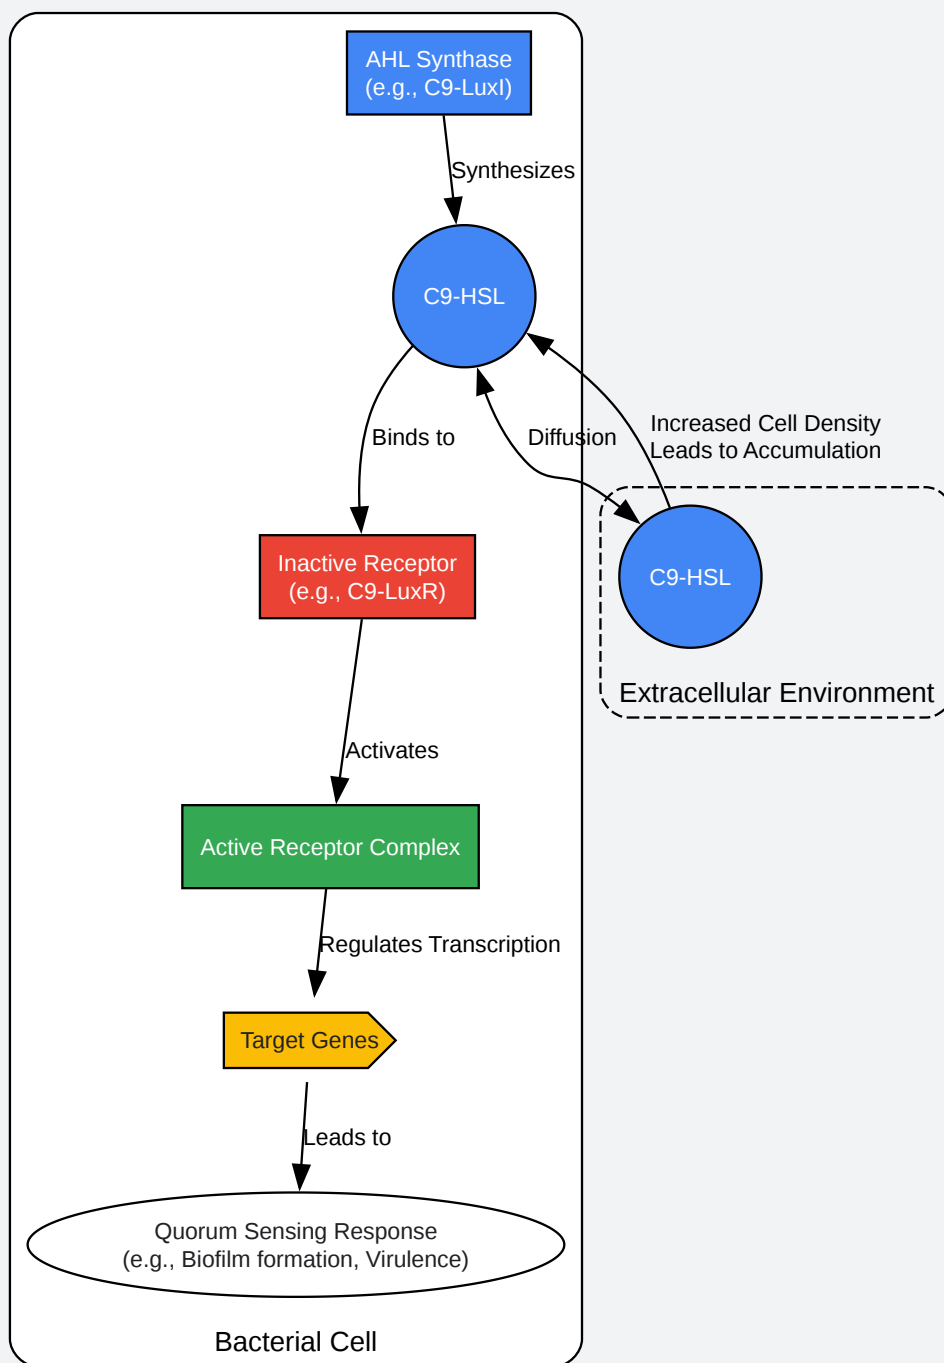 AHL Synthase
(e.g., C9-LuxI)
Synthesizes
C9-HSL
Binds to
Diffusion
Increased Cell Density
Leads to Accumulation
Inactive Receptor
(e.g., C9-LuxR)
C9-HSL
Extracellular Environment
Activates
Active Receptor Complex
Regulates Transcription
Target Genes
Leads to
Quorum Sensing Response
(e.g., Biofilm formation, Virulence)
Bacterial Cell